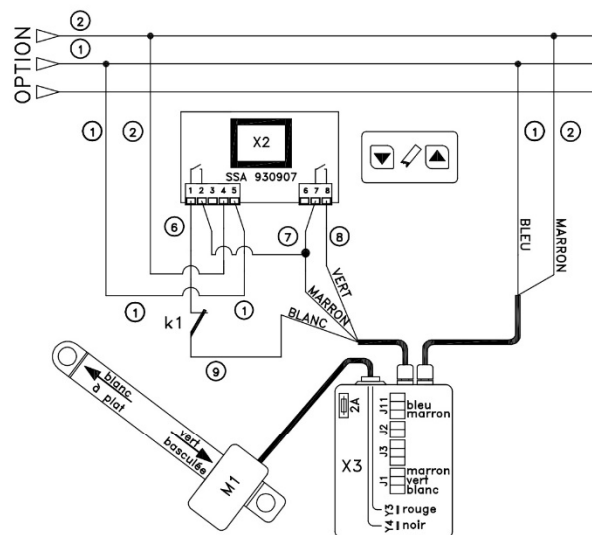 OPTION
2
1
1
2
X2
SSA 930907
1 2 3 4 5
6 7 8
1
2
BLEU
MARRON
6
7
8
VERT
MARRON
BLANC
1
1
k1
9
blanc
à plat
vert
basculée
M1
2A
J11
bleu
marron
J2
J3
X3
J1
marron
vert
blanc
Y3 rouge
Y4 noir